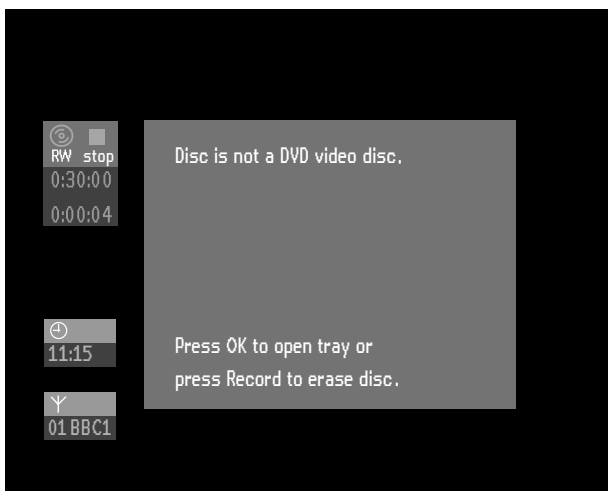 RW stop
0:30:00
0:00:04
Disc is not a DVD video disc.
11:15
Press OK to open tray or
press Record to erase disc.
01 BBC1